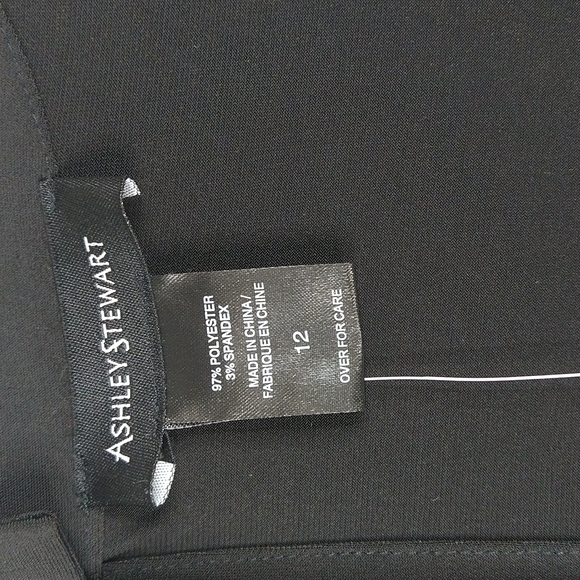 ASHLEY STEWART
97% POLYESTER
3% SPANDEX
MADE IN CHINA/
FABRIQUE EN CHINE
12
OVER FOR CARE